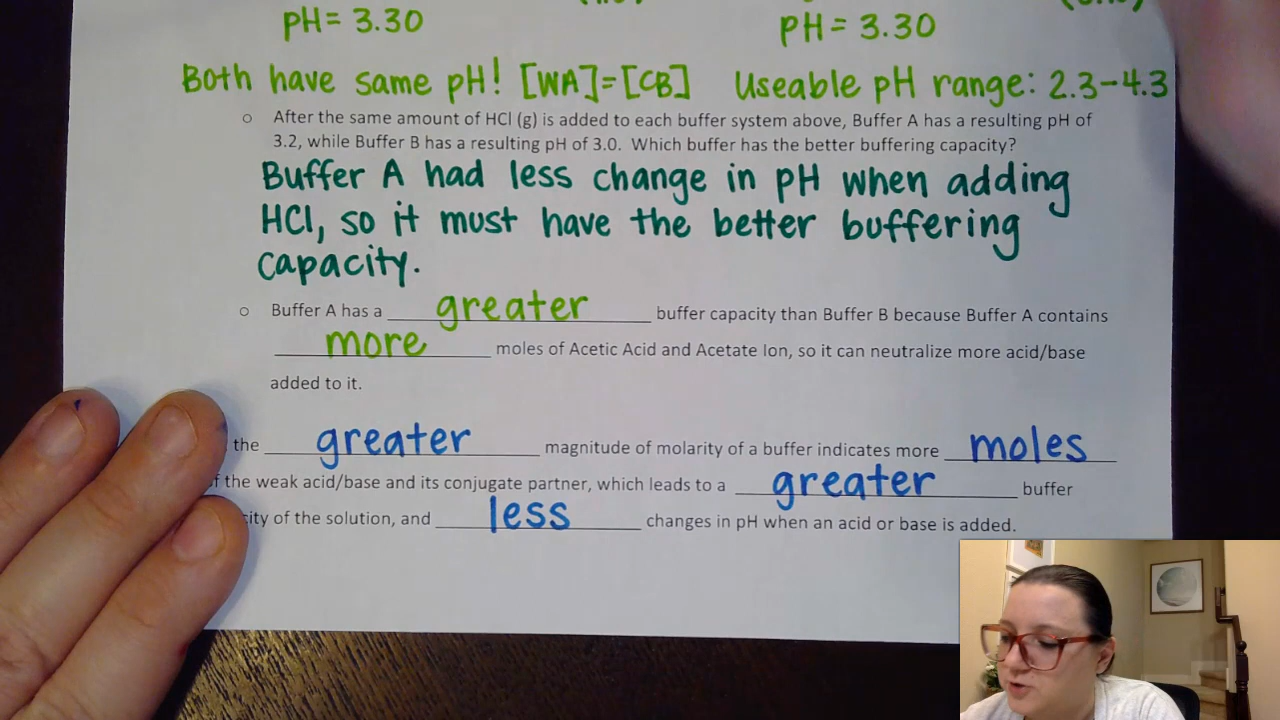 pH= 3.30 pH= 3.30
Both have same pH! [WA]=[CB] Useable pH range: 2.3-4.3
o After the same amount of HCl (g) is added to each buffer system above, Buffer A has a resulting pH of
3.2, while Buffer B has a resulting pH of 3.0. Which buffer has the better buffering capacity?
Buffer A had less change in pH when adding
HCl, so it must have the better buffering
capacity.
o Buffer A has a greater buffer capacity than Buffer B because Buffer A contains
more moles of Acetic Acid and Acetate Ion, so it can neutralize more acid/base
added to it.
the greater magnitude of molarity of a buffer indicates more moles
the weak acid/base and its conjugate partner, which leads to a greater buffer
of the solution, and less changes in pH when an acid or base is added.